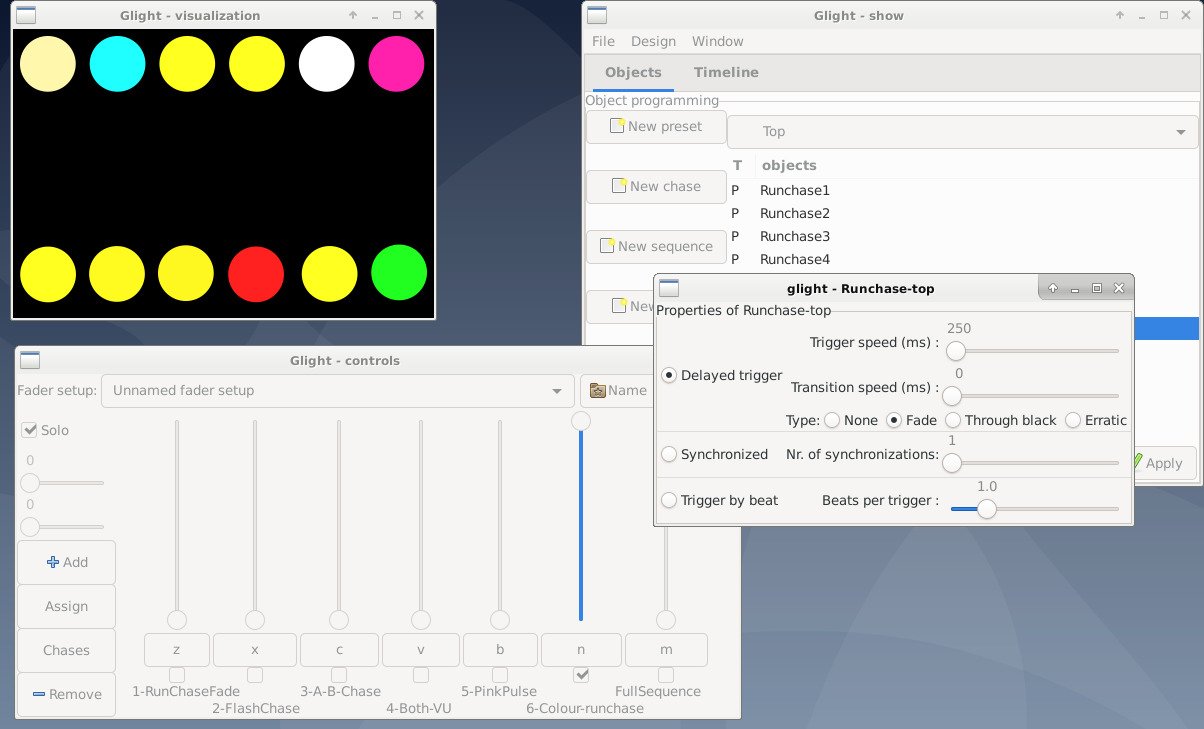 Glight - visualization
Glight - show
File Design Window
Objects Timeline
Object programming
New preset
Top
T objects
New chase
P Runchase1
P Runchase2
New sequence
P Runchase3
P Runchase4
glight - Runchase-top
New
Properties of Runchase-top
250
Trigger speed (ms) :
Delayed trigger
0
Transition speed (ms) :
Type: None Fade Through black Erratic
1
Synchronized Nr. of synchronizations:
1.0
Trigger by beat Beats per trigger :
Apply
Glight - controls
Fader setup: Unnamed fader setup Name
Solo
0
0
Add
Assign
Chases
Remove
z x c v b n m
1-RunChaseFade 3-A-B-Chase 5-PinkPulse FullSequence
2-FlashChase 4-Both-VU 6-Colour-runchase